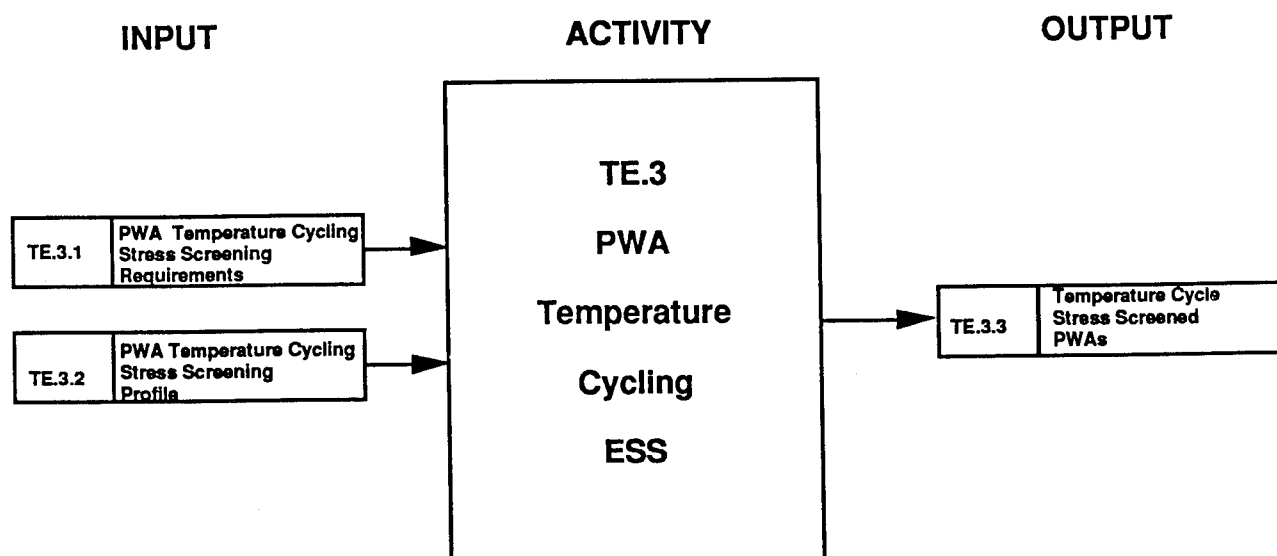 INPUT
ACTIVITY
OUTPUT
TE.3.1
PWA Temperature Cycling
Stress Screening
Requirements
TE.3.2
PWA Temperature Cycling
Stress Screening
Profile
TE.3
PWA
Temperature
Cycling
ESS
TE.3.3
Temperature Cycle
Stress Screened
PWAs